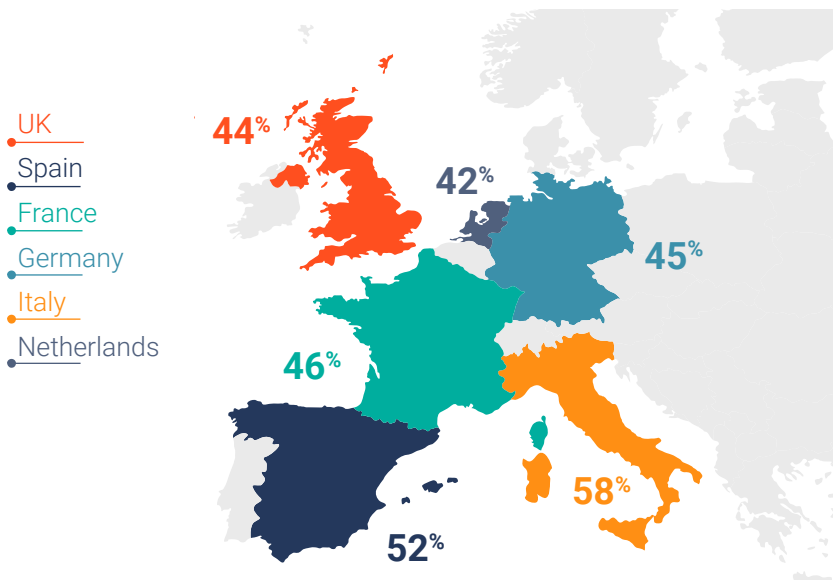 UK
Spain
France
Germany
Italy
Netherlands
44%
42%
45%
46%
58%
52%